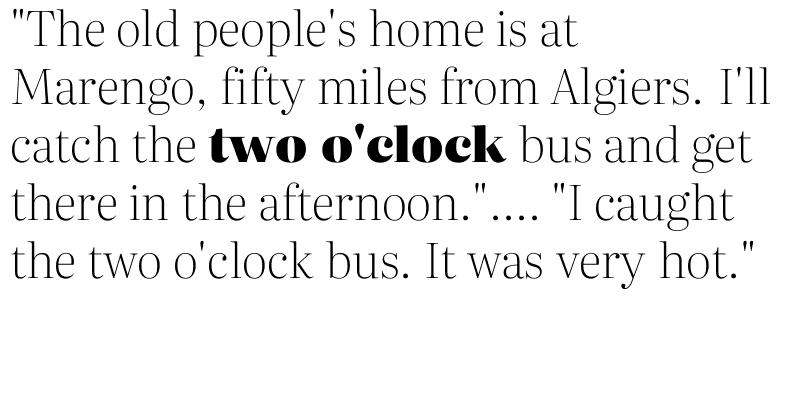 "The old people's home is at
Marengo, fifty miles from Algiers. I'll
catch the two o'clock bus and get
there in the afternoon.".... "I caught
the two o'clock bus. It was very hot."